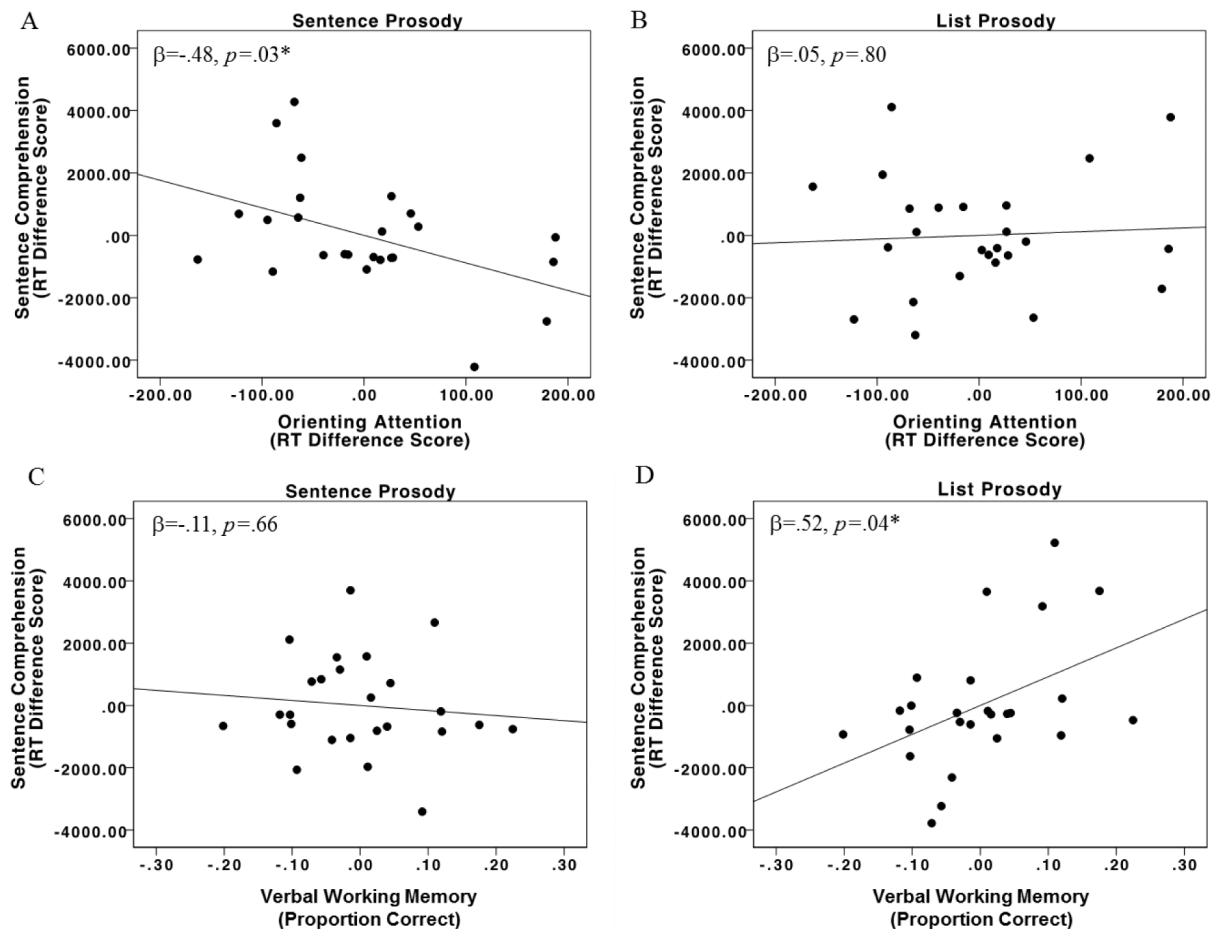 A
Sentence Prosody
β=-.48, p=.03*
6000.00
4000.00
2000.00
.00
-2000.00
-4000.00
Sentence Comprehension
(RT Difference Score)
-200.00 -100.00 .00 100.00 200.00
Orienting Attention
(RT Difference Score)
B
List Prosody
β=.05, p=.80
6000.00
4000.00
2000.00
.00
-2000.00
-4000.00
Sentence Comprehension
(RT Difference Score)
-200.00 -100.00 .00 100.00 200.00
Orienting Attention
(RT Difference Score)
C
Sentence Prosody
β=-.11, p=.66
6000.00
4000.00
2000.00
.00
-2000.00
-4000.00
Sentence Comprehension
(RT Difference Score)
-.30 -.20 -.10 .00 .10 .20 .30
Verbal Working Memory
(Proportion Correct)
D
List Prosody
β=.52, p=.04*
6000.00
4000.00
2000.00
.00
-2000.00
-4000.00
Sentence Comprehension
(RT Difference Score)
-.30 -.20 -.10 .00 .10 .20 .30
Verbal Working Memory
(Proportion Correct)